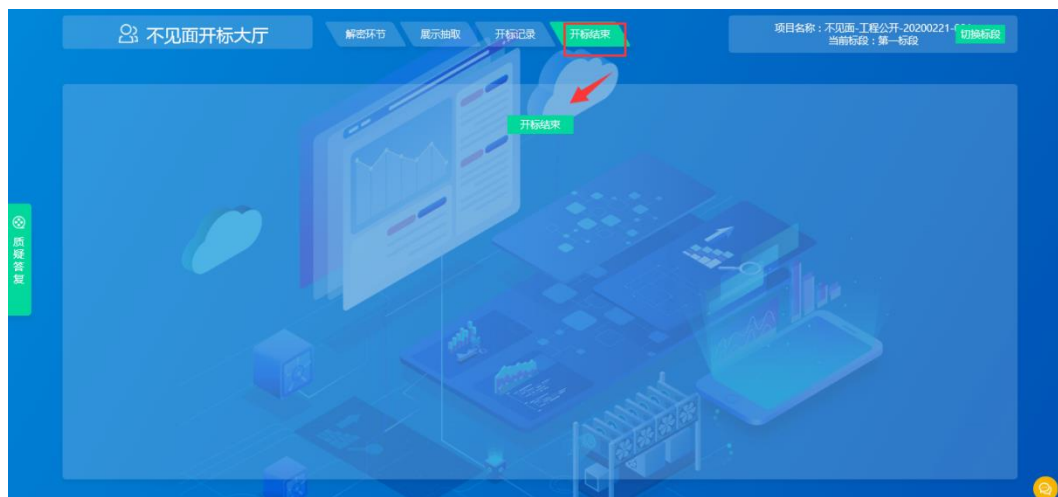 不见面开标大厅
解密环节
展示抽取
开标记录
开标结束
项目名称：不见面-工程公开-20200221-
当前标段：第一标段
切换标段
开标结束
质疑答复